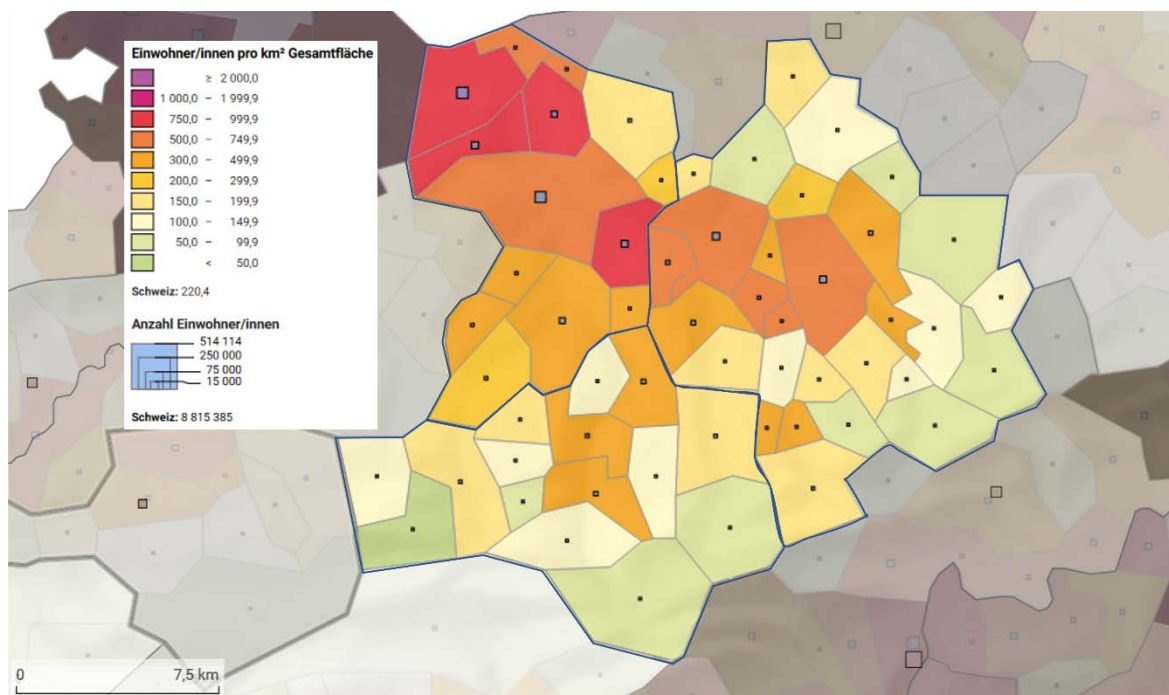 Einwohner/innen pro km² Gesamtfläche
≥ 2 000,0
1 000,0 – 1 999,9
750,0 – 999,9
500,0 – 749,9
300,0 – 499,9
200,0 – 299,9
150,0 – 199,9
100,0 – 149,9
50,0 – 99,9
< 50,0
Schweiz: 220,4
Anzahl Einwohner/innen
514 114
250 000
75 000
15 000
Schweiz: 8 815 385
0 7,5 km